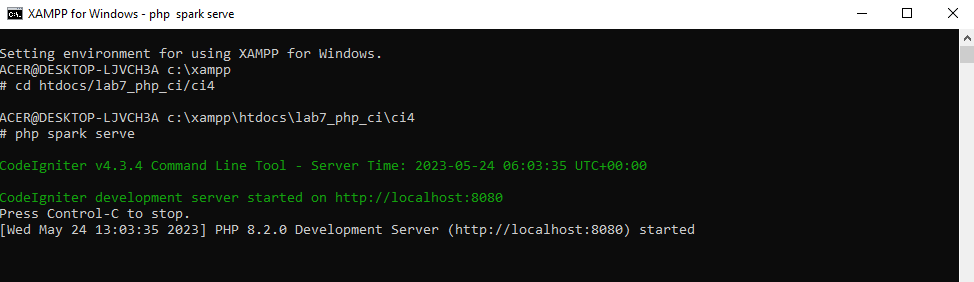 XAMPP for Windows - php  spark serve
Setting environment for using XAMPP for Windows.
ACER@DESKTOP-LJVCH3A c:\xampp
# cd htdocs/lab7_php_ci/ci4
ACER@DESKTOP-LJVCH3A c:\xampp\htdocs\lab7_php_ci\ci4
# php spark serve
CodeIgniter v4.3.4 Command Line Tool - Server Time: 2023-05-24 06:03:35 UTC+00:00
CodeIgniter development server started on http://localhost:8080
Press Control-C to stop.
[Wed May 24 13:03:35 2023] PHP 8.2.0 Development Server (http://localhost:8080) started